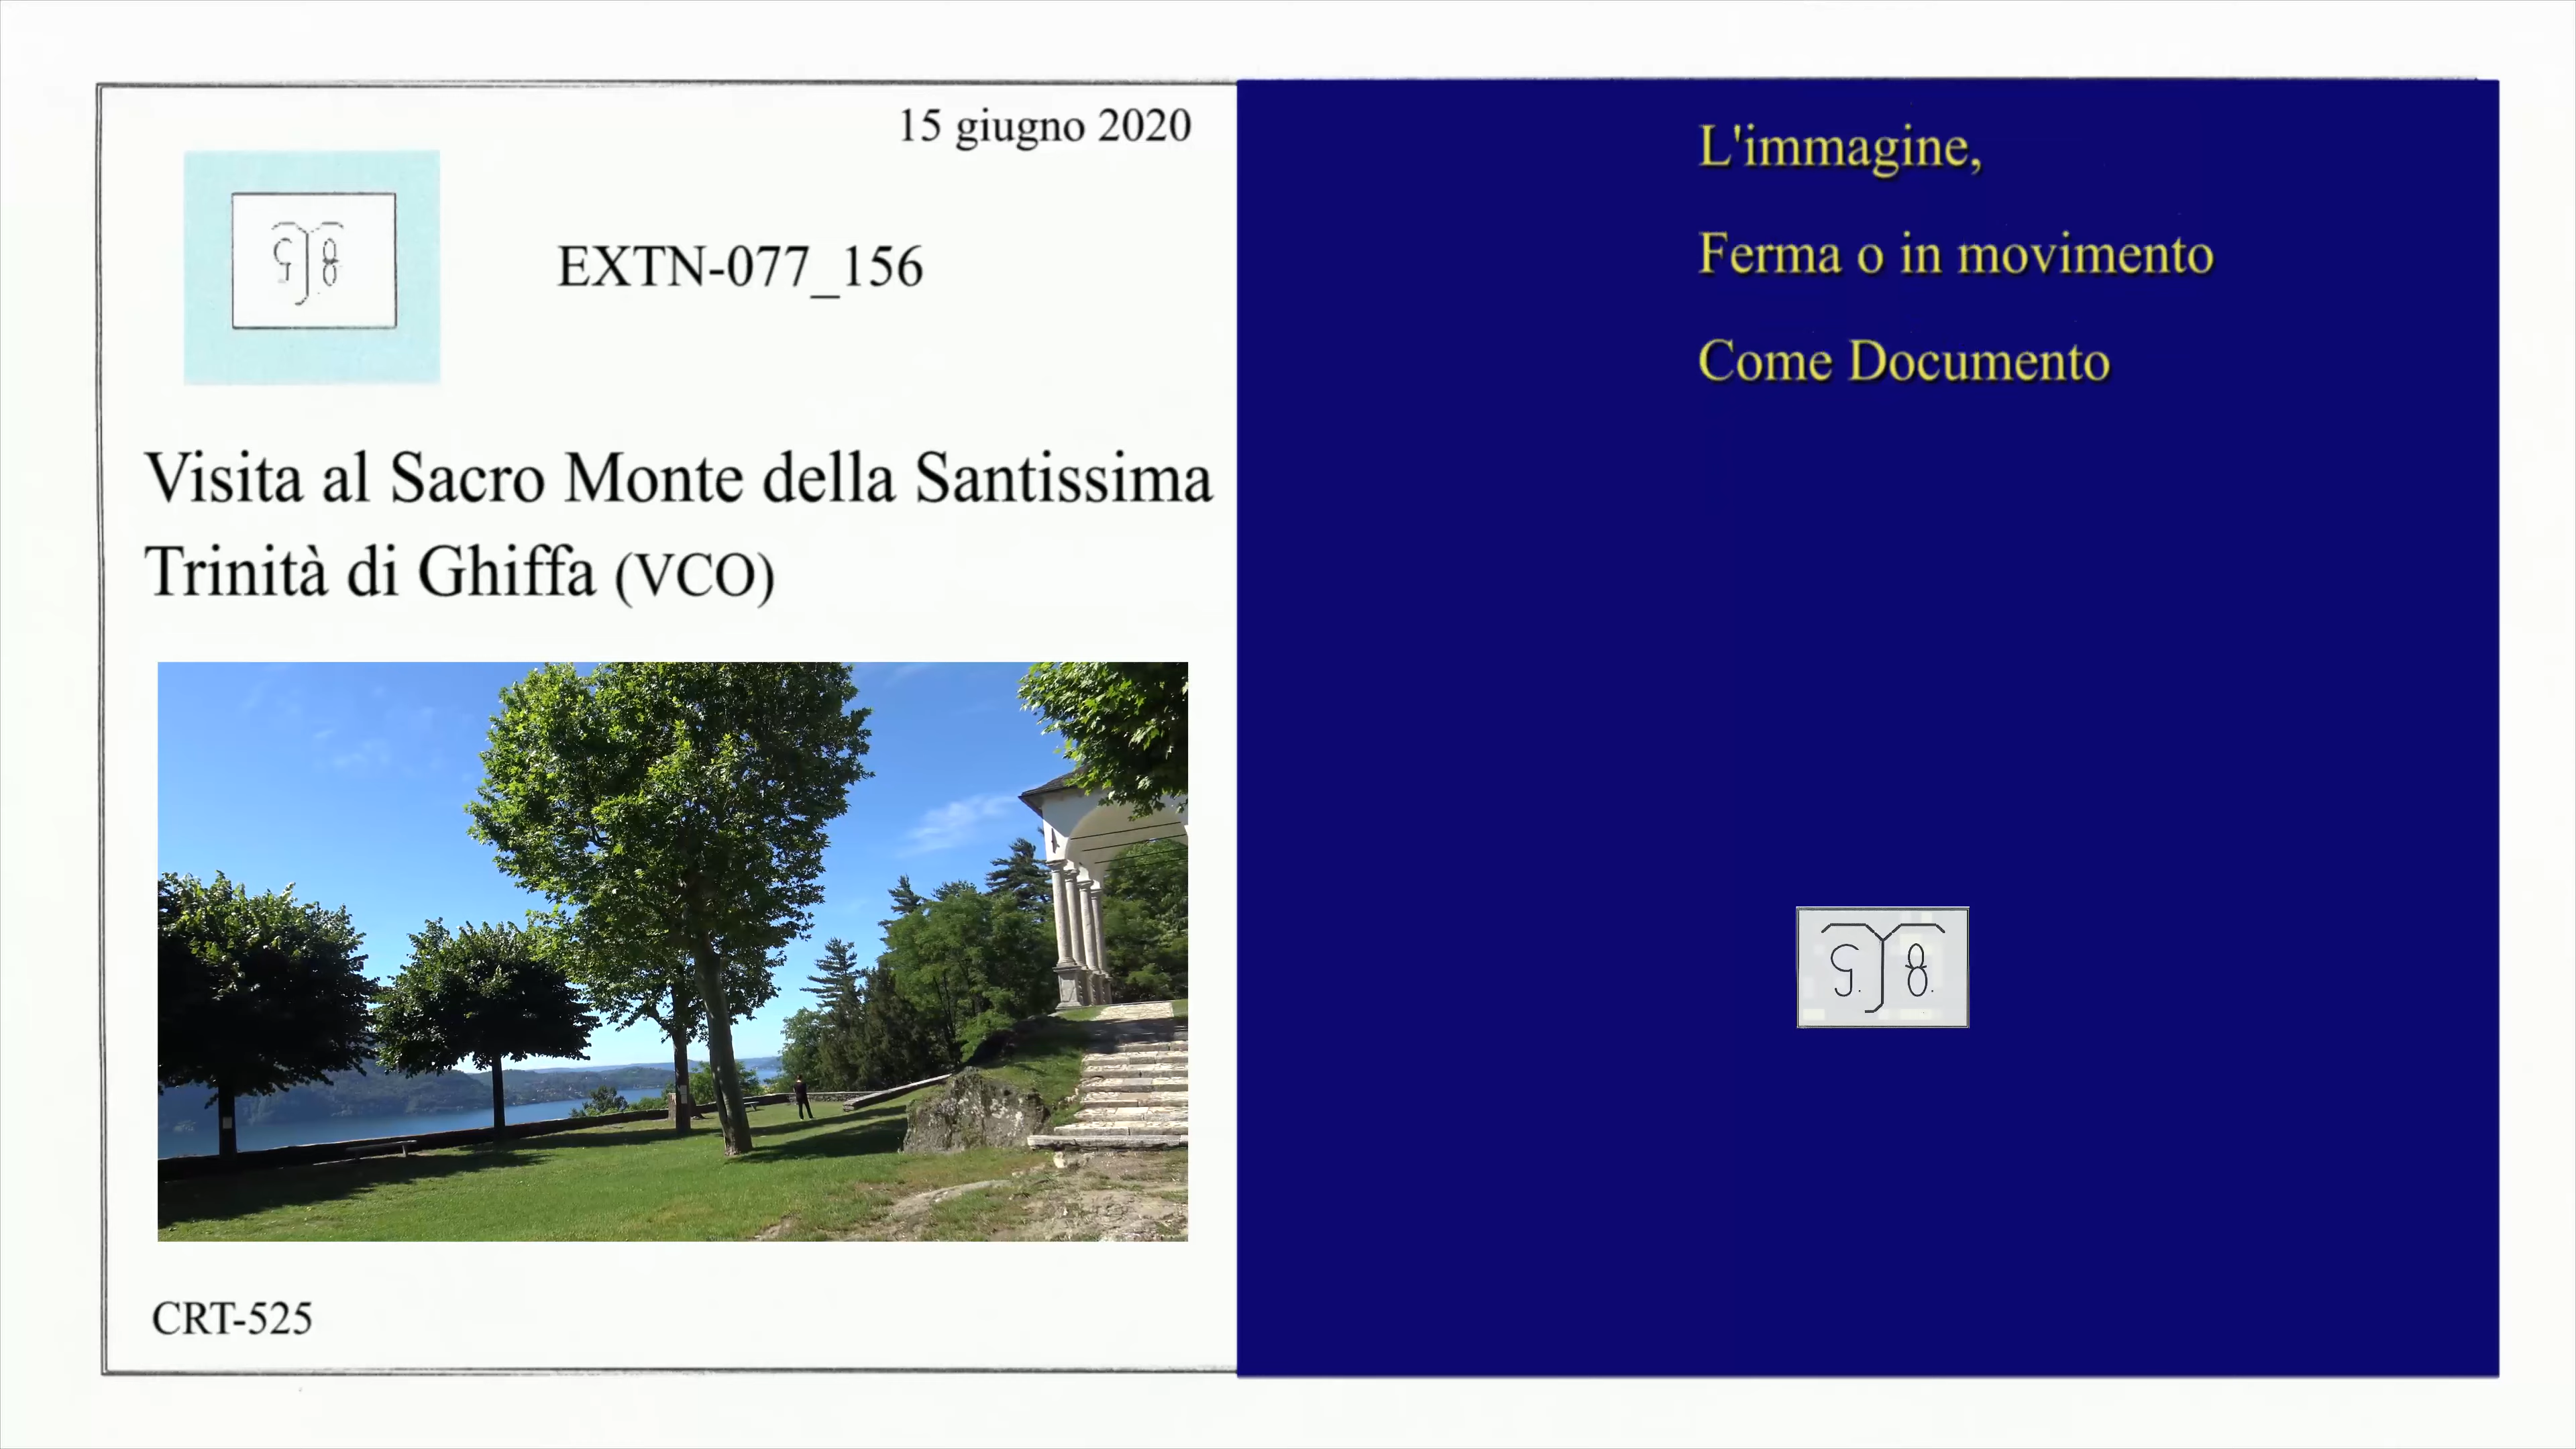 15 giugno 2020
EXTN-077_156
Visita al Sacro Monte della Santissima
Trinità di Ghiffa (VCO)
CRT-525
L'immagine,
Ferma o in movimento
Come Documento